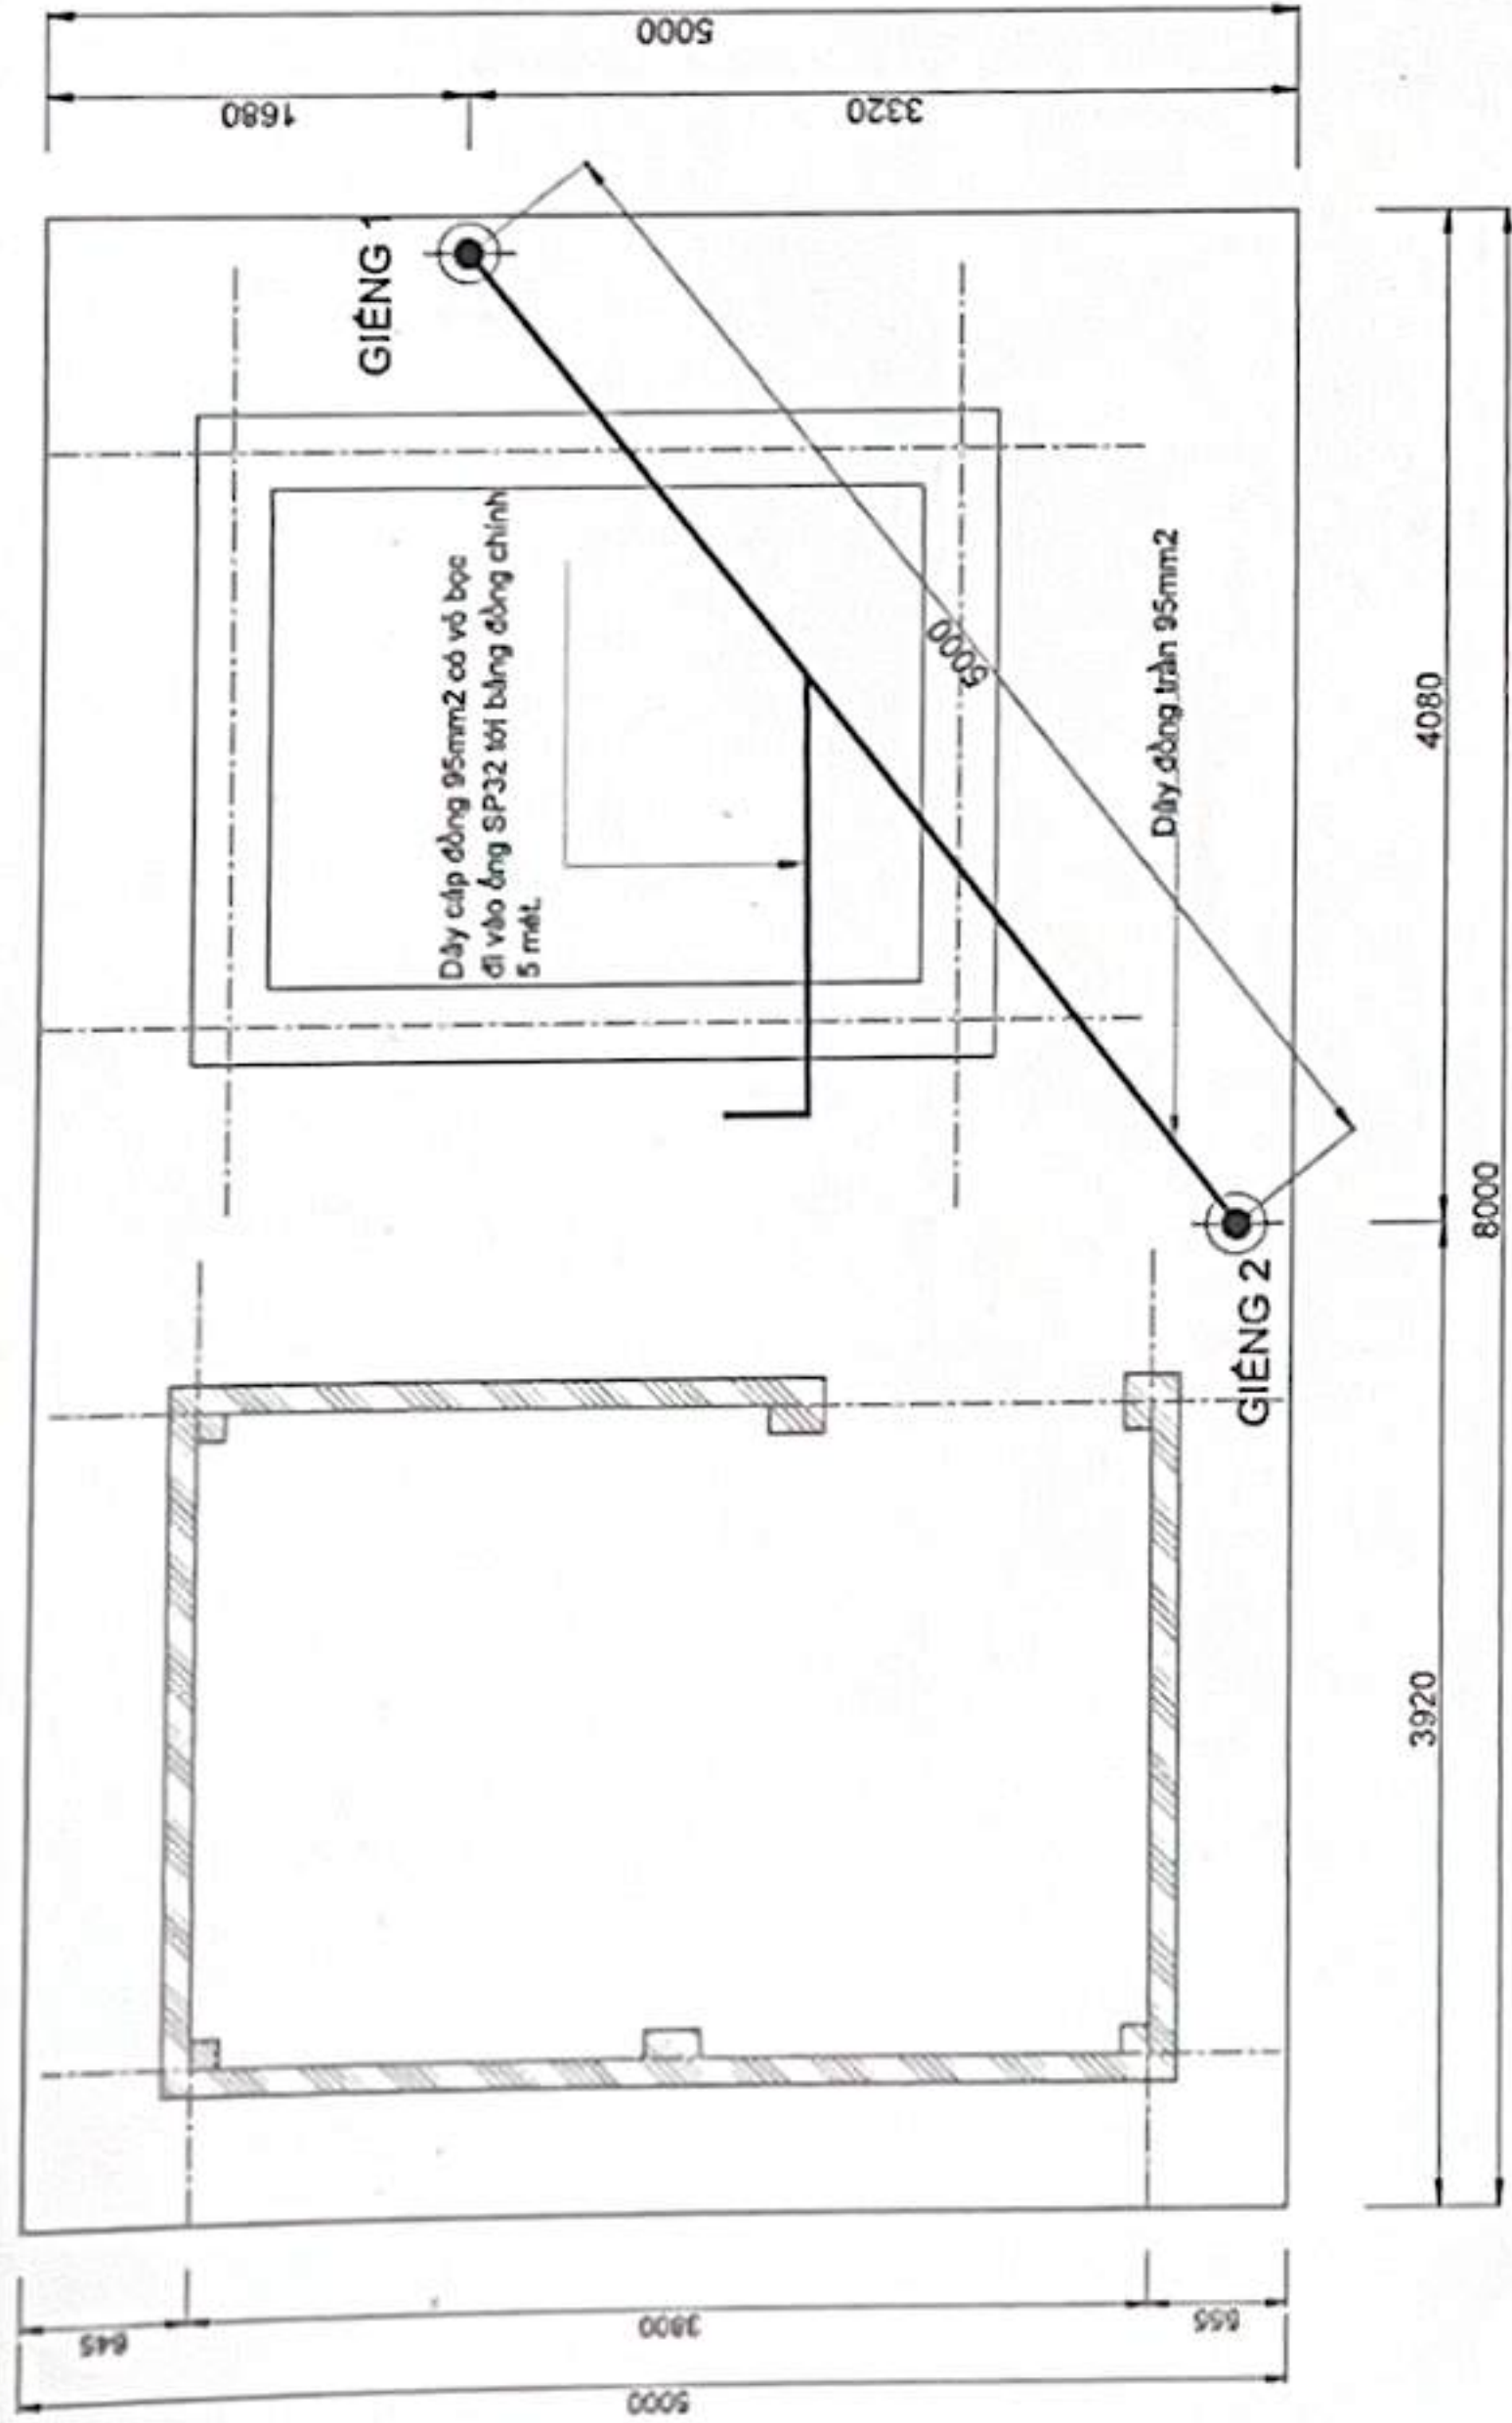 5000
1680
3320
GIẾNG 1
Dây cáp đồng 95mm2 có vỏ bọc
đi vào ống SP32 tới bảng đồng chính
5 mét.
5000
Dây đồng trần 95mm2
4080
8000
GIẾNG 2
3920
645
3800
555
5000